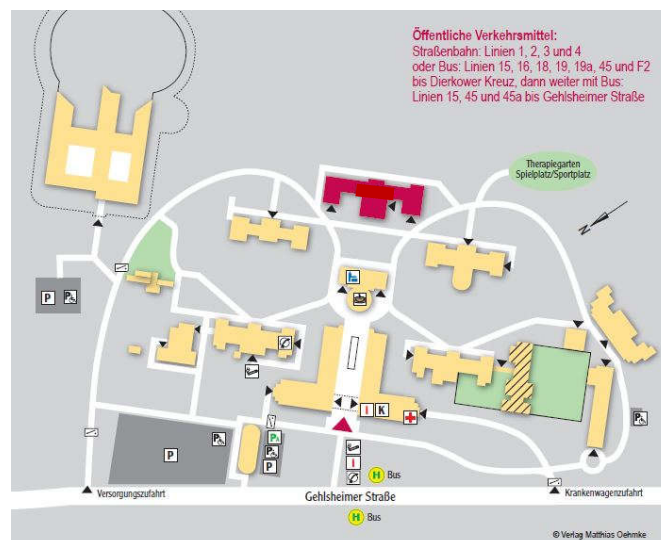 Öffentliche Verkehrsmittel:
Straßenbahn: Linien 1, 2, 3 und 4
oder Bus: Linien 15, 16, 18, 19, 19a, 45 und F2
bis Dierkower Kreuz, dann weiter mit Bus:
Linien 15, 45 und 45a bis Gehlsheimer Straße
Therapiegarten
Spielplatz/Sportplatz
N
P P
i K
P
P
P
PA
P
P
i
H Bus
Versorgungszufahrt
Gehlsheimer Straße
Krankenwagenzufahrt
H Bus
© Verlag Matthias Oehmke